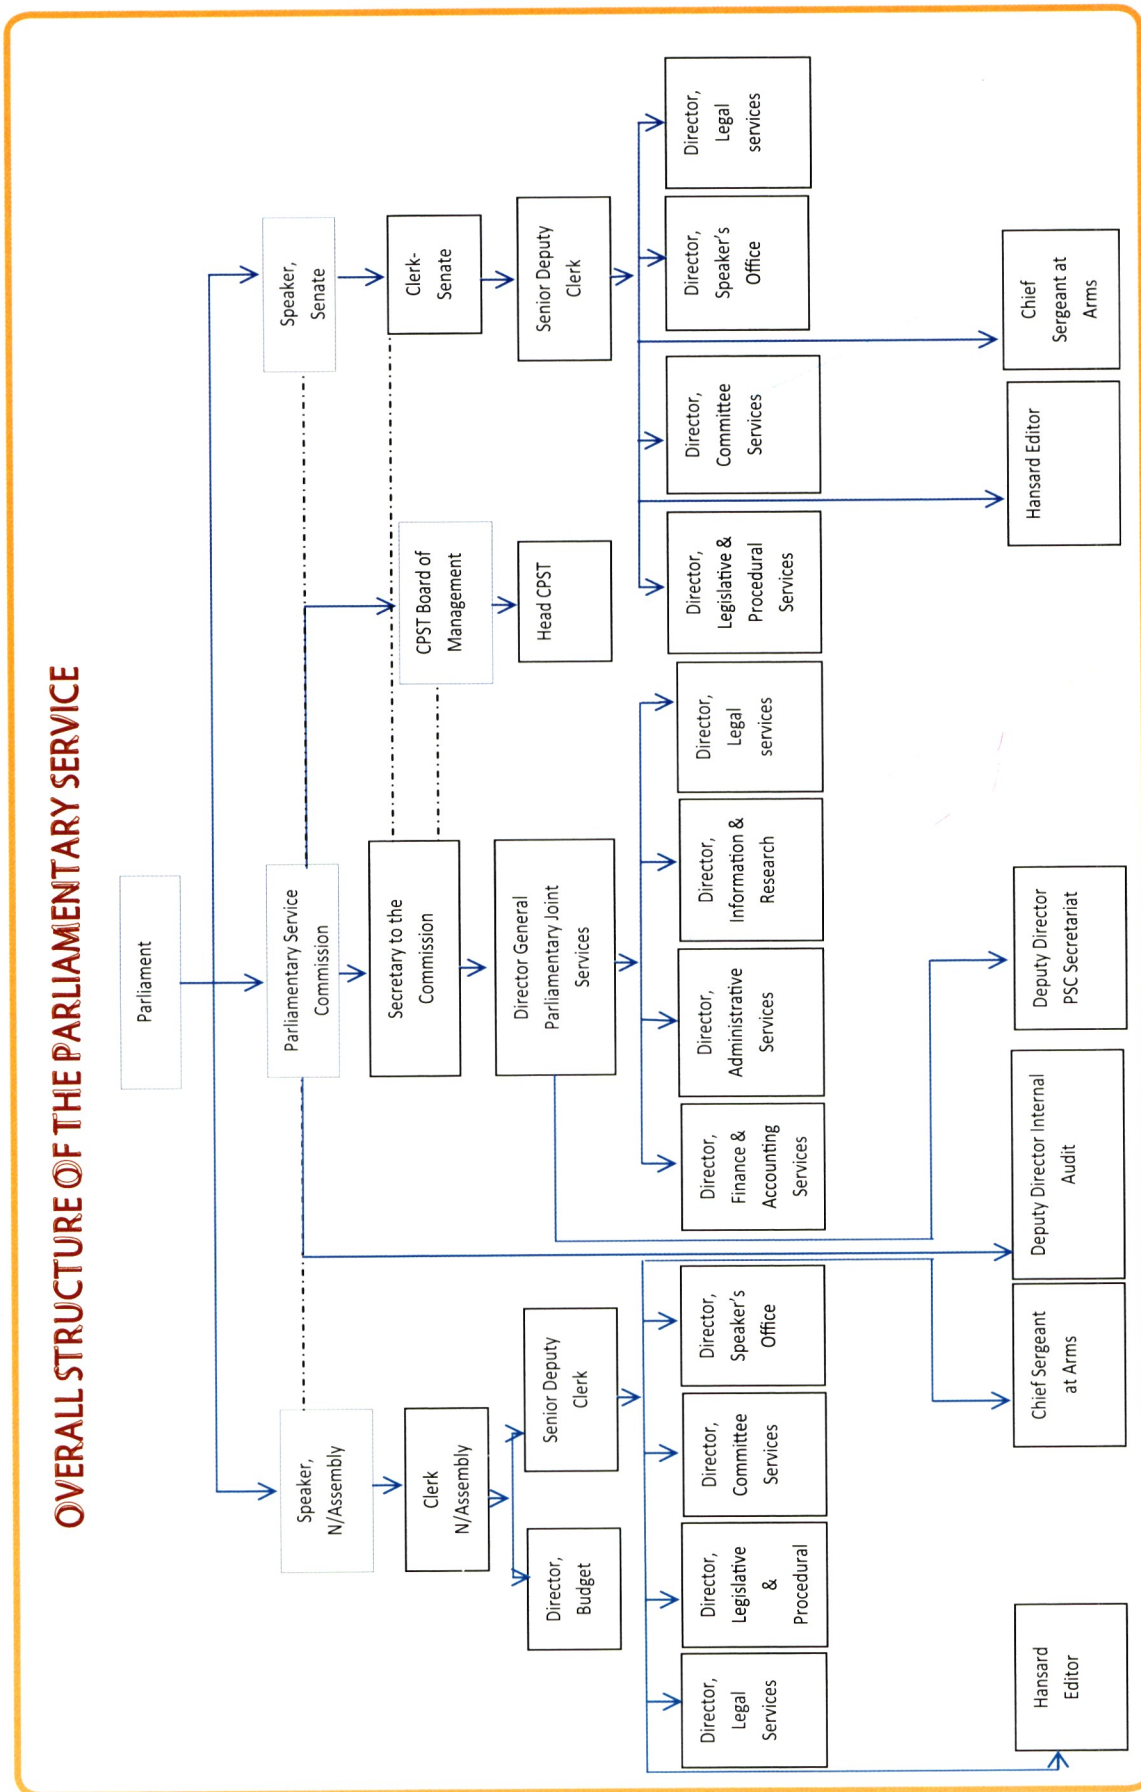 OVERALL STRUCTURE OF THE PARLIAMENTARY SERVICE
Parliament
Speaker,
N/Assembly
Parliamentary Service
Commission
Speaker,
Senate
Clerk
N/Assembly
Secretary to the
Commission
CPST Board of
Management
Clerk-
Senate
Director,
Budget
Senior Deputy
Clerk
Director General
Parliamentary Joint
Services
Head CPST
Senior Deputy
Clerk
Director,
Legal
Services
Director,
Legislative
&
Procedural
Director,
Committee
Services
Director,
Speaker's
Office
Director,
Finance &
Accounting
Services
Director,
Administrative
Services
Director,
Information &
Research
Director,
Legal
services
Director,
Legislative &
Procedural
Services
Director,
Committee
Services
Director,
Speaker's
Office
Director,
Legal
services
Hansard
Editor
Chief Sergeant
at Arms
Deputy Director Internal
Audit
Deputy Director
PSC Secretariat
Hansard Editor
Chief
Sergeant at
Arms